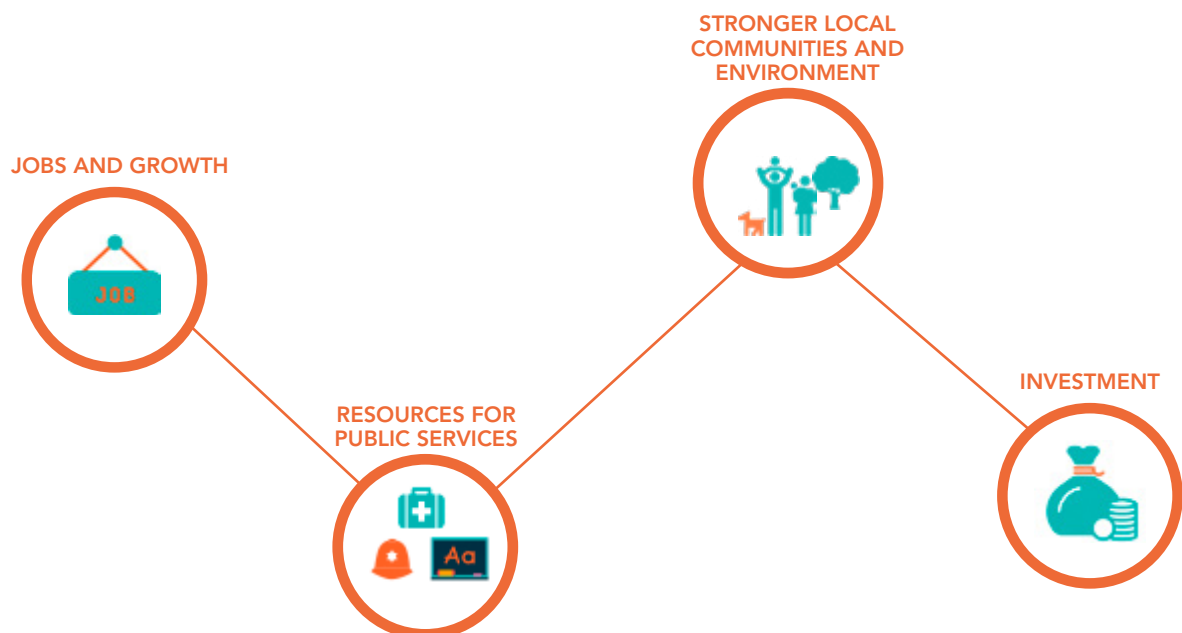 STRONGER LOCAL
COMMUNITIES AND
ENVIRONMENT
JOBS AND GROWTH
JOB
INVESTMENT
RESOURCES FOR
PUBLIC SERVICES
Aa